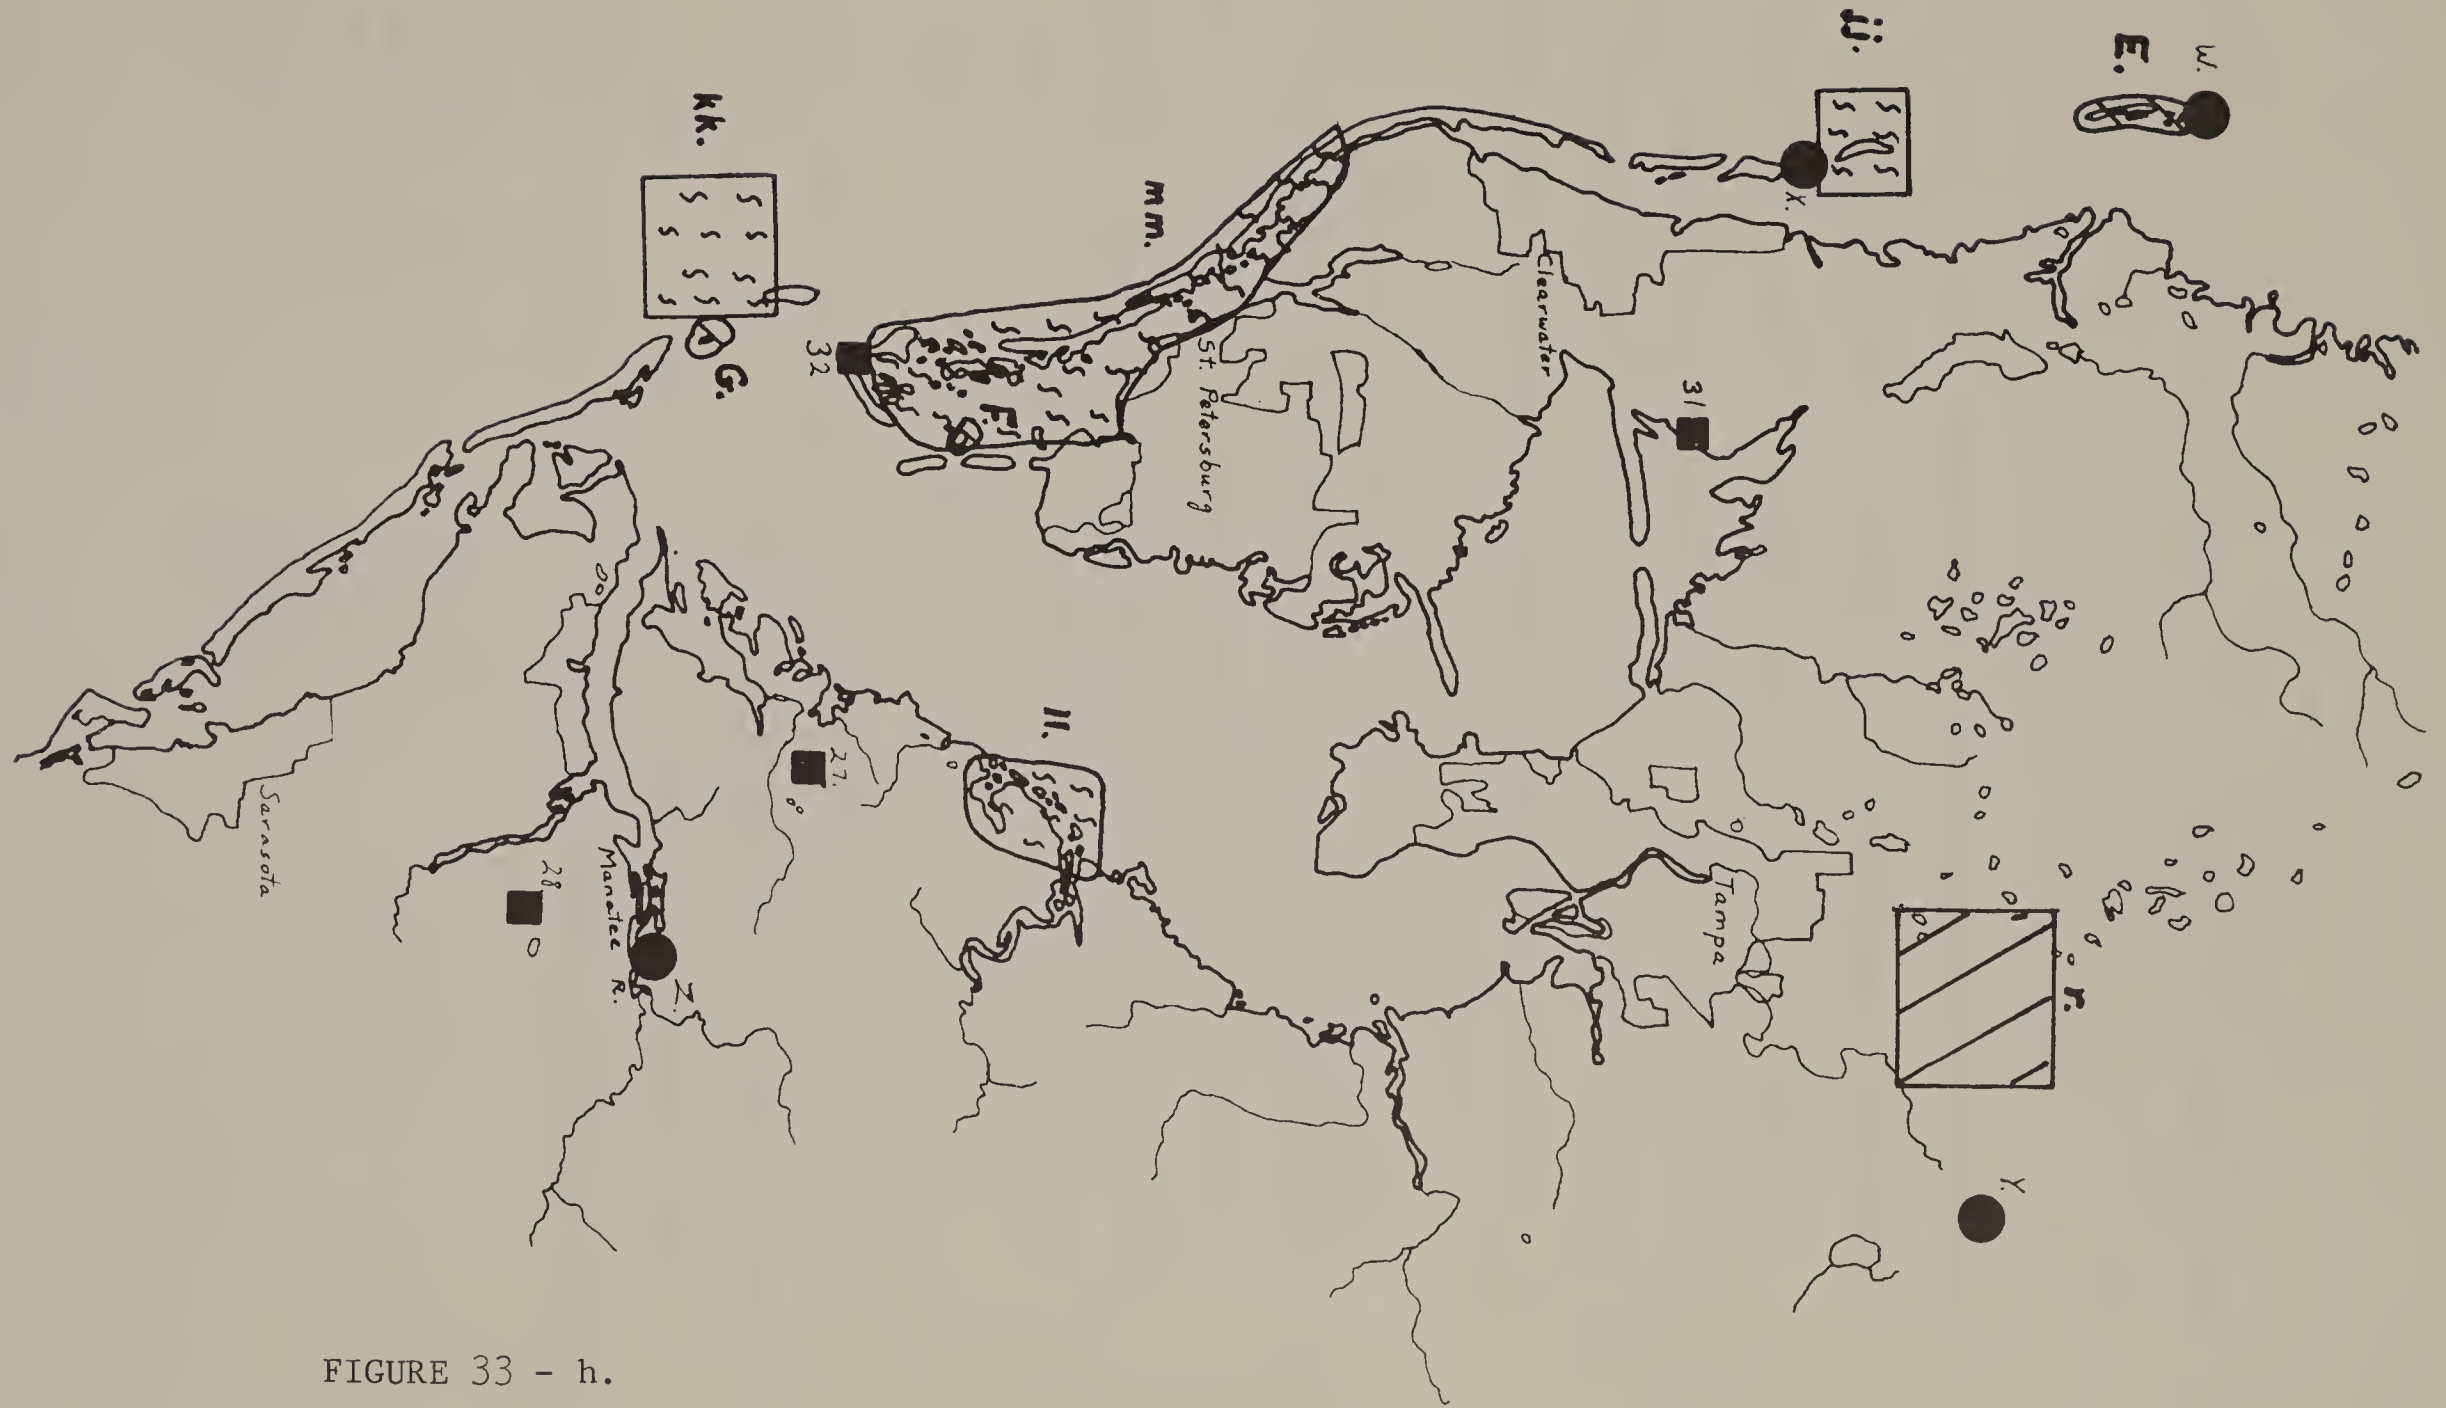 W.
E.
jj.
X.
kk.
G.
mm.
32
F.
Clearwater
St. Petersburg
31
ll.
27.
Sarasota
28
Manatee R.
Z.
Tampa
r.
Y.
FIGURE 33 - h.